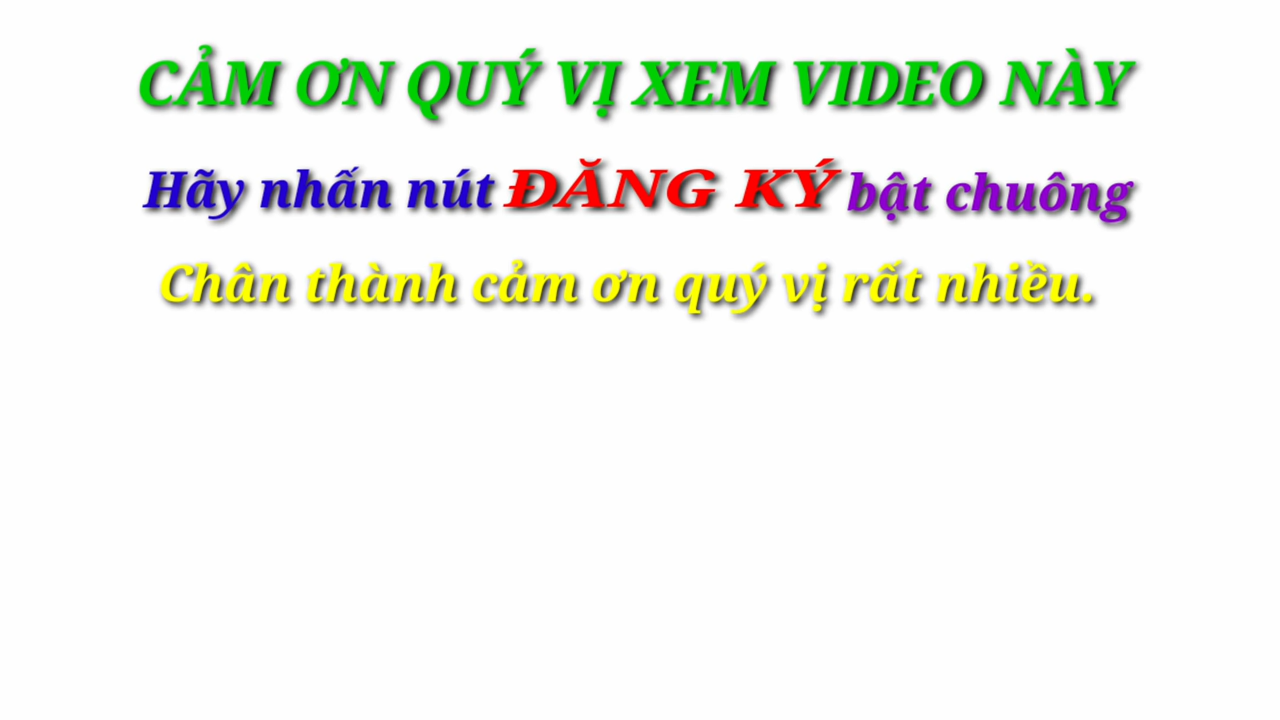 CẢM ƠN QUÝ VỊ XEM VIDEO NÀY
Hãy nhấn nút ĐĂNG KÝ bật chuông
Chân thành cảm ơn quý vị rất nhiều.